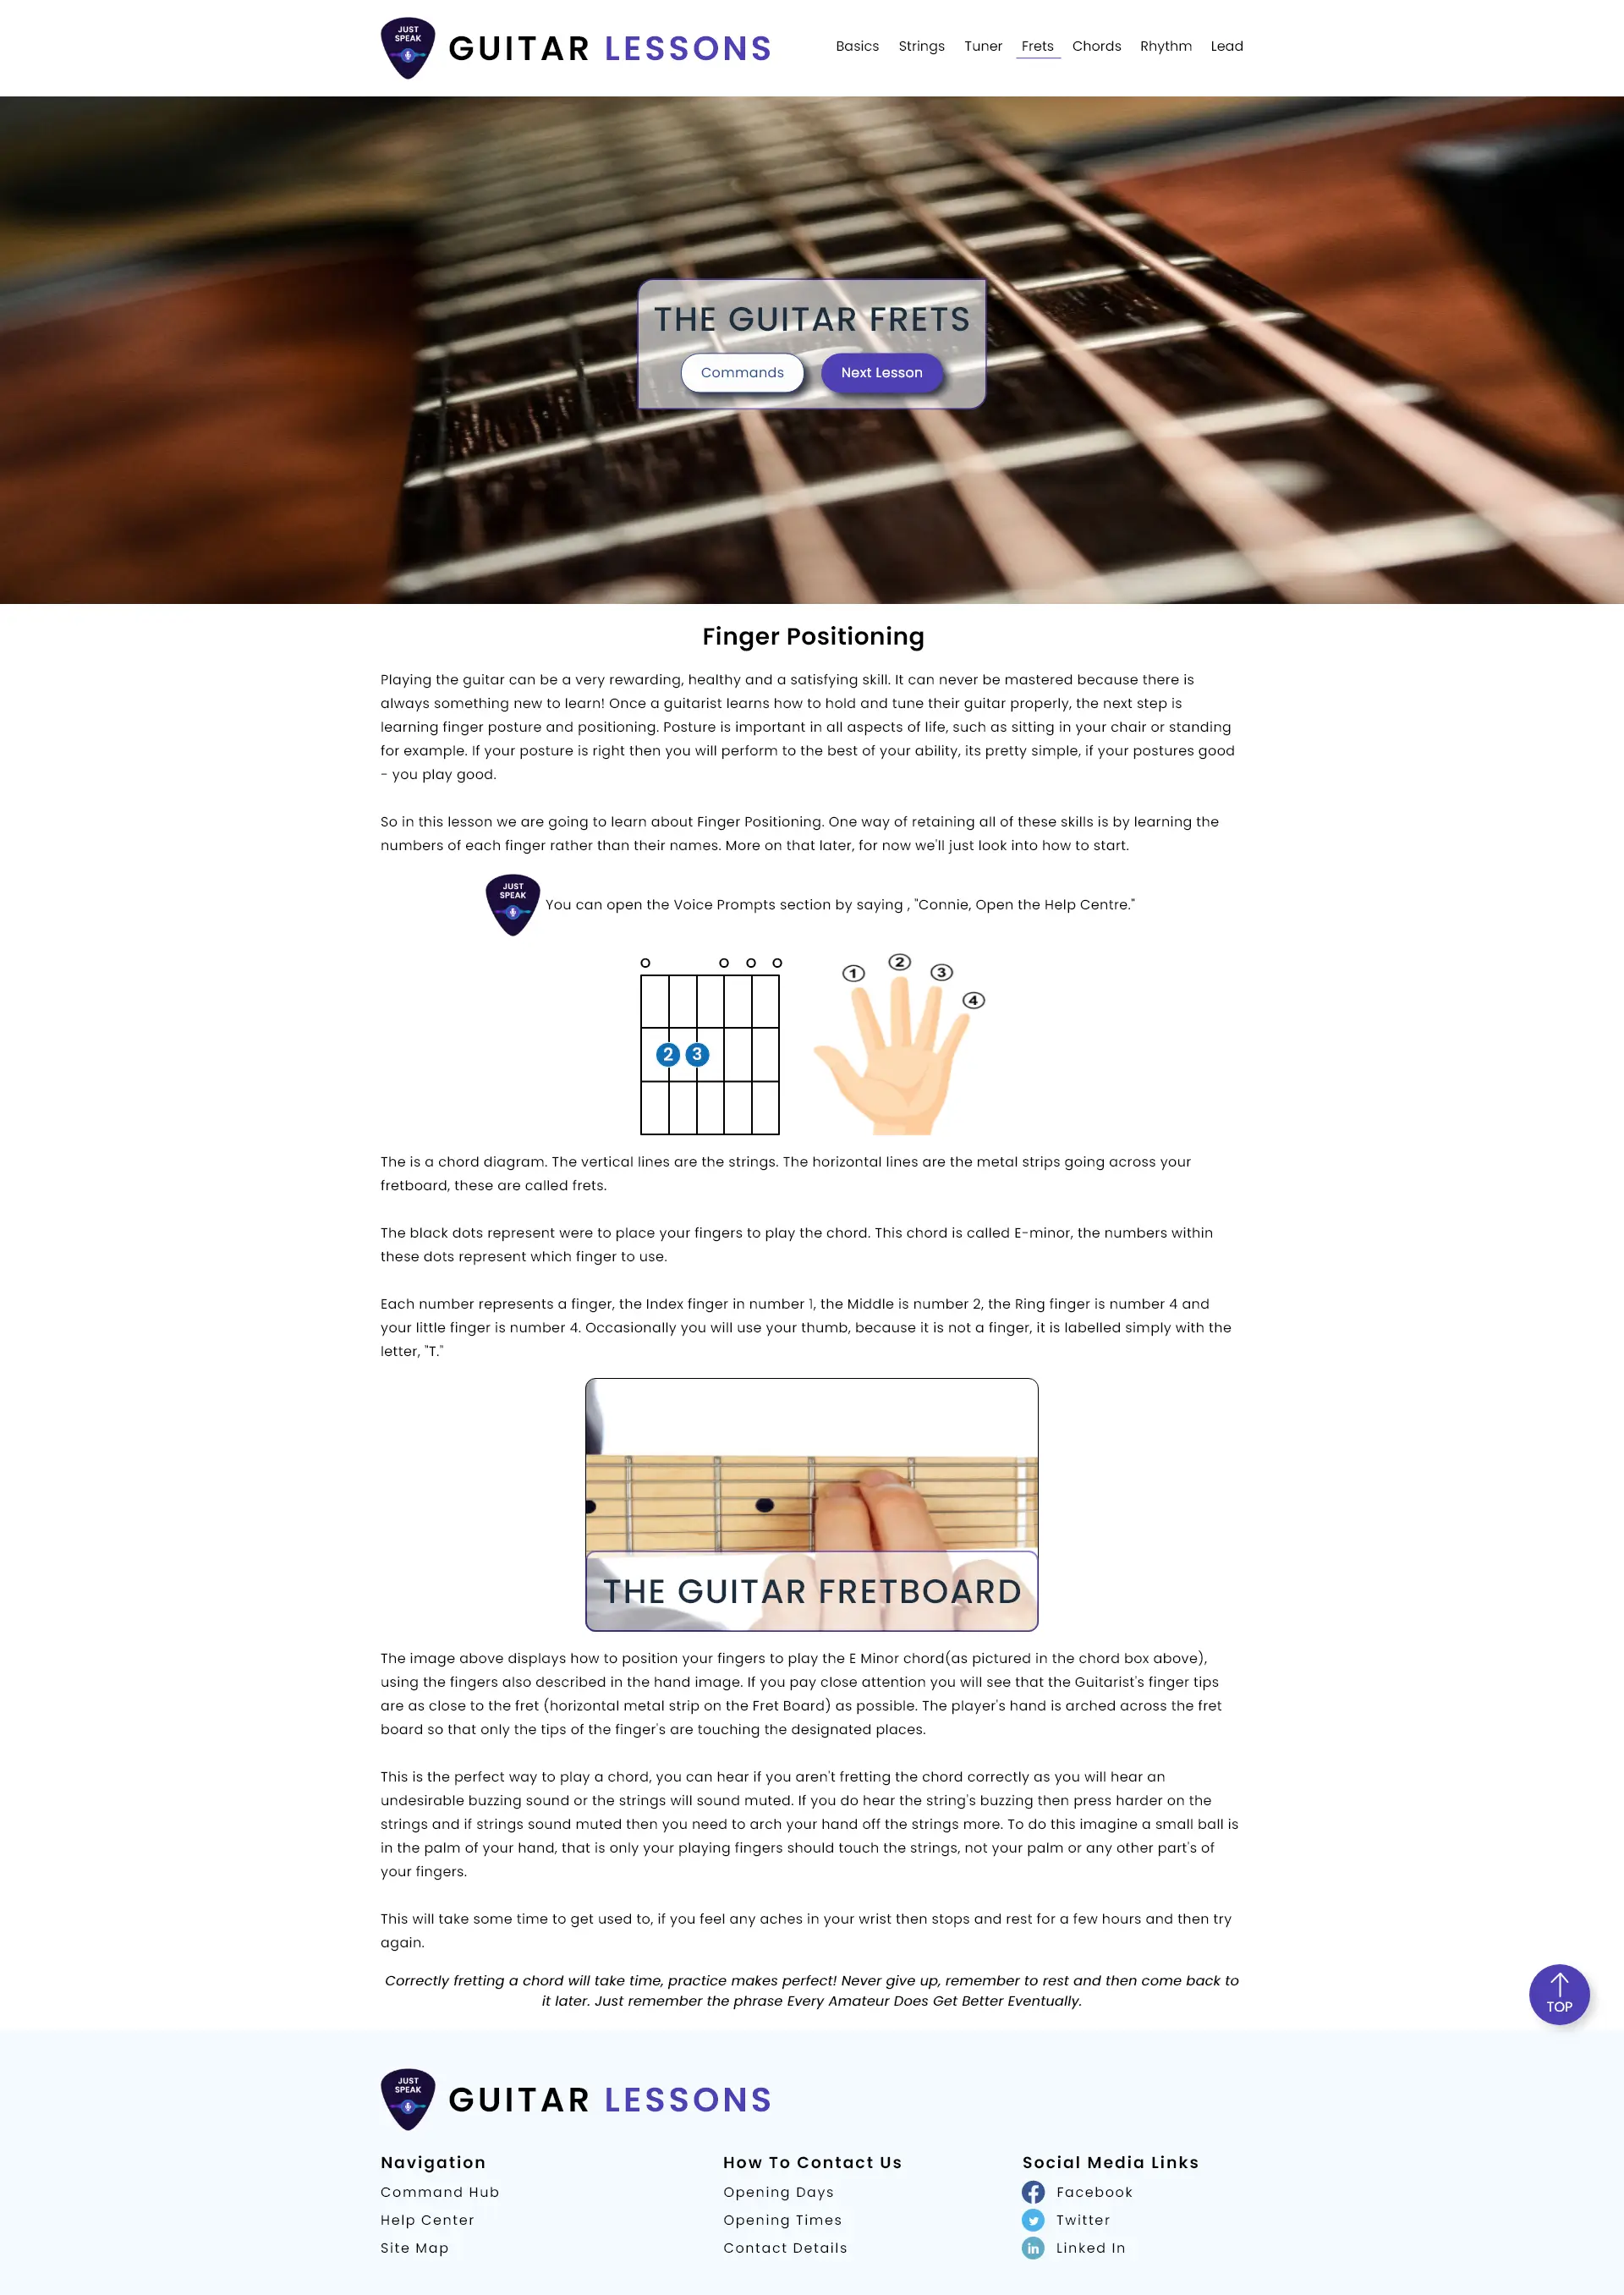 JUST
SPEAK
GUITAR LESSONS
Basics Strings Tuner Frets Chords Rhythm Lead
THE GUITAR FRETS
Commands Next Lesson
Finger Positioning
Playing the guitar can be a very rewarding, healthy and a satisfying skill. It can never be mastered because there is
always something new to learn! Once a guitarist learns how to hold and tune their guitar properly, the next step is
learning finger posture and positioning. Posture is important in all aspects of life, such as sitting in your chair or standing
for example. If your posture is right then you will perform to the best of your ability, its pretty simple, if your postures good
- you play good.
So in this lesson we are going to learn about Finger Positioning. One way of retaining all of these skills is by learning the
numbers of each finger rather than their names. More on that later, for now we'll just look into how to start.
JUST
SPEAK
You can open the Voice Prompts section by saying , "Connie, Open the Help Centre."
O O O O
2 3
1 2 3 4
The is a chord diagram. The vertical lines are the strings. The horizontal lines are the metal strips going across your
fretboard, these are called frets.
The black dots represent were to place your fingers to play the chord. This chord is called E-minor, the numbers within
these dots represent which finger to use.
Each number represents a finger, the Index finger in number 1, the Middle is number 2, the Ring finger is number 4 and
your little finger is number 4. Occasionally you will use your thumb, because it is not a finger, it is labelled simply with the
letter, "T."
THE GUITAR FRETBOARD
The image above displays how to position your fingers to play the E Minor chord(as pictured in the chord box above),
using the fingers also described in the hand image. If you pay close attention you will see that the Guitarist's finger tips
are as close to the fret (horizontal metal strip on the Fret Board) as possible. The player's hand is arched across the fret
board so that only the tips of the finger's are touching the designated places.
This is the perfect way to play a chord, you can hear if you aren't fretting the chord correctly as you will hear an
undesirable buzzing sound or the strings will sound muted. If you do hear the string's buzzing then press harder on the
strings and if strings sound muted then you need to arch your hand off the strings more. To do this imagine a small ball is
in the palm of your hand, that is only your playing fingers should touch the strings, not your palm or any other part's of
your fingers.
This will take some time to get used to, if you feel any aches in your wrist then stops and rest for a few hours and then try
again.
Correctly fretting a chord will take time, practice makes perfect! Never give up, remember to rest and then come back to
it later. Just remember the phrase Every Amateur Does Get Better Eventually.
TOP
JUST
SPEAK
GUITAR LESSONS
Navigation How To Contact Us Social Media Links
Command Hub Opening Days Facebook
Help Center Opening Times Twitter
Site Map Contact Details in Linked In